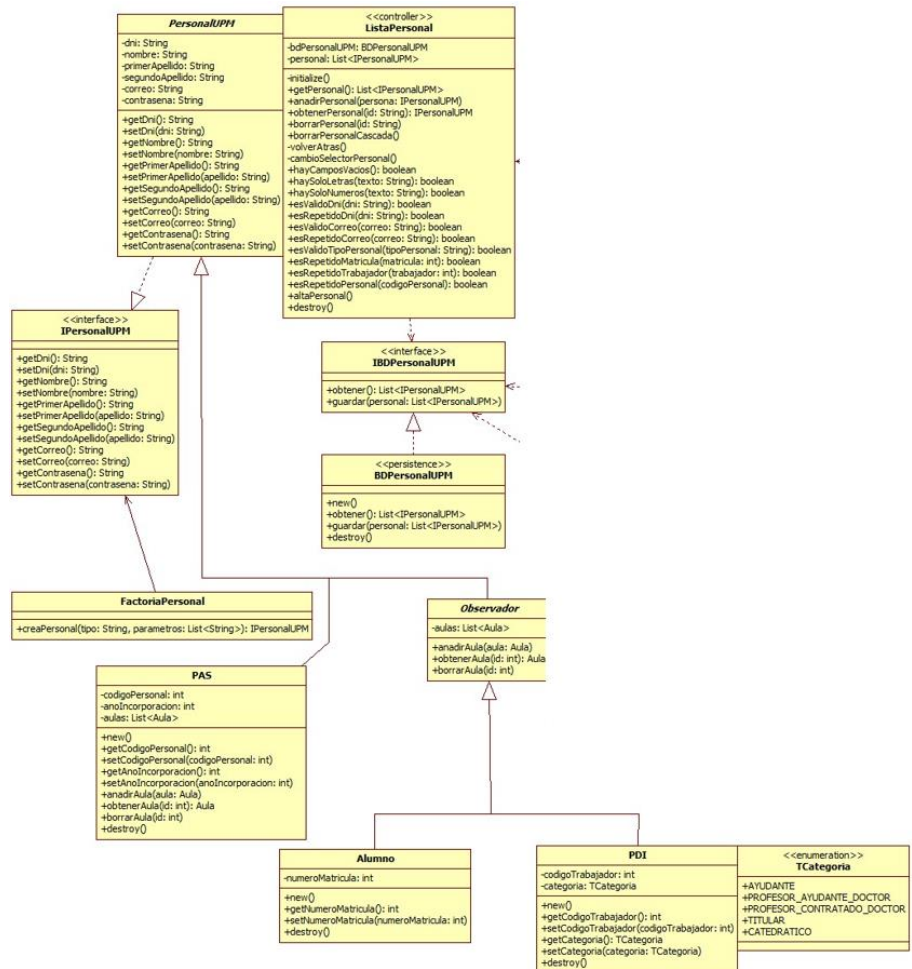 PersonalUPM
-dni: String
-nombre: String
-primerApellido: String
-segundoApellido: String
-correo: String
-contrasena: String
+getDni(): String
+setDni(dni: String)
+getNombre(): String
+setNombre(nombre: String)
+getPrimerApellido(): String
+setPrimerApellido(apellido: String)
+getSegundoApellido(): String
+setSegundoApellido(apellido: String)
+getCorreo(): String
+setCorreo(correo: String)
+getContrasena(): String
+setContrasena(contrasena: String)
<<controller>>
ListaPersonal
-bdPersonalUPM: BDPersonalUPM
-personal: List<IPersonalUPM>
-initialize()
+getPersonal(): List<IPersonalUPM>
+anadirPersonal(persona: IPersonalUPM)
+obtenerPersonal(id: String): IPersonalUPM
+borrarPersonal(id: String)
+borrarPersonalCascada()
-volverAtras()
-cambioSelectorPersonal()
+hayCamposVacios(): boolean
+haySoloLetras(texto: String): boolean
+haySoloNumeros(texto: String): boolean
+esValidoDni(dni: String): boolean
+esRepetidoDni(dni: String): boolean
+esValidoCorreo(correo: String): boolean
+esRepetidoCorreo(correo: String): boolean
+esValidoTipoPersonal(tipoPersonal: String): boolean
+esRepetidoMatricula(matricula: int): boolean
+esRepetidoTrabajador(trabajador: int): boolean
+esRepetidoPersonal(codigoPersonal): boolean
+altaPersonal()
+destroy()
<<interface>>
IPersonalUPM
+getDni(): String
+setDni(dni: String)
+getNombre(): String
+setNombre(nombre: String)
+getPrimerApellido(): String
+setPrimerApellido(apellido: String)
+getSegundoApellido(): String
+setSegundoApellido(apellido: String)
+getCorreo(): String
+setCorreo(correo: String)
+getContrasena(): String
+setContrasena(contrasena: String)
<<interface>>
IBDPersonalUPM
+obtener(): List<IPersonalUPM>
+guardar(personal: List<IPersonalUPM>)
<<persistence>>
BDPersonalUPM
+new()
+obtener(): List<IPersonalUPM>
+guardar(personal: List<IPersonalUPM>)
+destroy()
FactoriaPersonal
+creaPersonal(tipo: String, parametros: List<String>): IPersonalUPM
Observador
-aulas: List<Aula>
+anadirAula(aula: Aula)
+obtenerAula(id: int): Aula
+borrarAula(id: int)
PAS
-codigoPersonal: int
-anoIncorporacion: int
-aulas: List<Aula>
+new()
+getCodigoPersonal(): int
+setCodigoPersonal(codigoPersonal: int)
+getAnoIncorporacion(): int
+setAnoIncorporacion(anoIncorporacion: int)
+anadirAula(aula: Aula)
+obtenerAula(id: int): Aula
+borrarAula(id: int)
+destroy()
Alumno
-numeroMatricula: int
+new()
+getNumeroMatricula(): int
+setNumeroMatricula(numeroMatricula: int)
+destroy()
PDI
-codigoTrabajador: int
-categoria: TCategoria
+new()
+getCodigoTrabajador(): int
+setCodigoTrabajador(codigoTrabajador: int)
+getCategoria(): TCategoria
+setCategoria(categoria: TCategoria)
+destroy()
<<enumeration>>
TCategoria
+AYUDANTE
+PROFESOR_AYUDANTE_DOCTOR
+PROFESOR_CONTRATADO_DOCTOR
+TITULAR
+CATEDRATICO